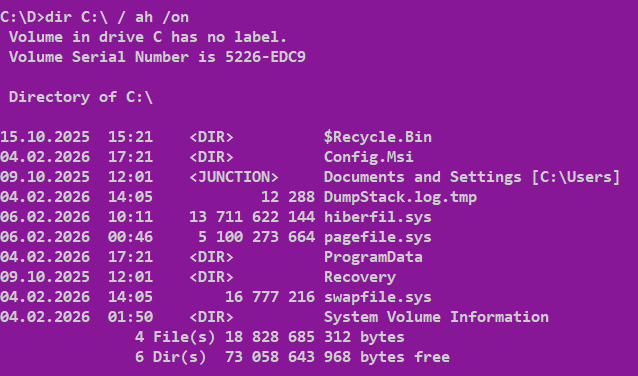 C:\D>dir C:\ / ah /on
 Volume in drive C has no label.
 Volume Serial Number is 5226-EDC9

 Directory of C:\

15.10.2025  15:21    <DIR>          $Recycle.Bin
04.02.2026  17:21    <DIR>          Config.Msi
09.10.2025  12:01    <JUNCTION>     Documents and Settings [C:\Users]
04.02.2026  14:05            12 288 DumpStack.log.tmp
06.02.2026  10:11    13 711 622 144 hiberfil.sys
06.02.2026  00:46     5 100 273 664 pagefile.sys
04.02.2026  17:21    <DIR>          ProgramData
09.10.2025  12:01    <DIR>          Recovery
04.02.2026  14:05        16 777 216 swapfile.sys
04.02.2026  01:50    <DIR>          System Volume Information
               4 File(s) 18 828 685 312 bytes
               6 Dir(s)  73 058 643 968 bytes free